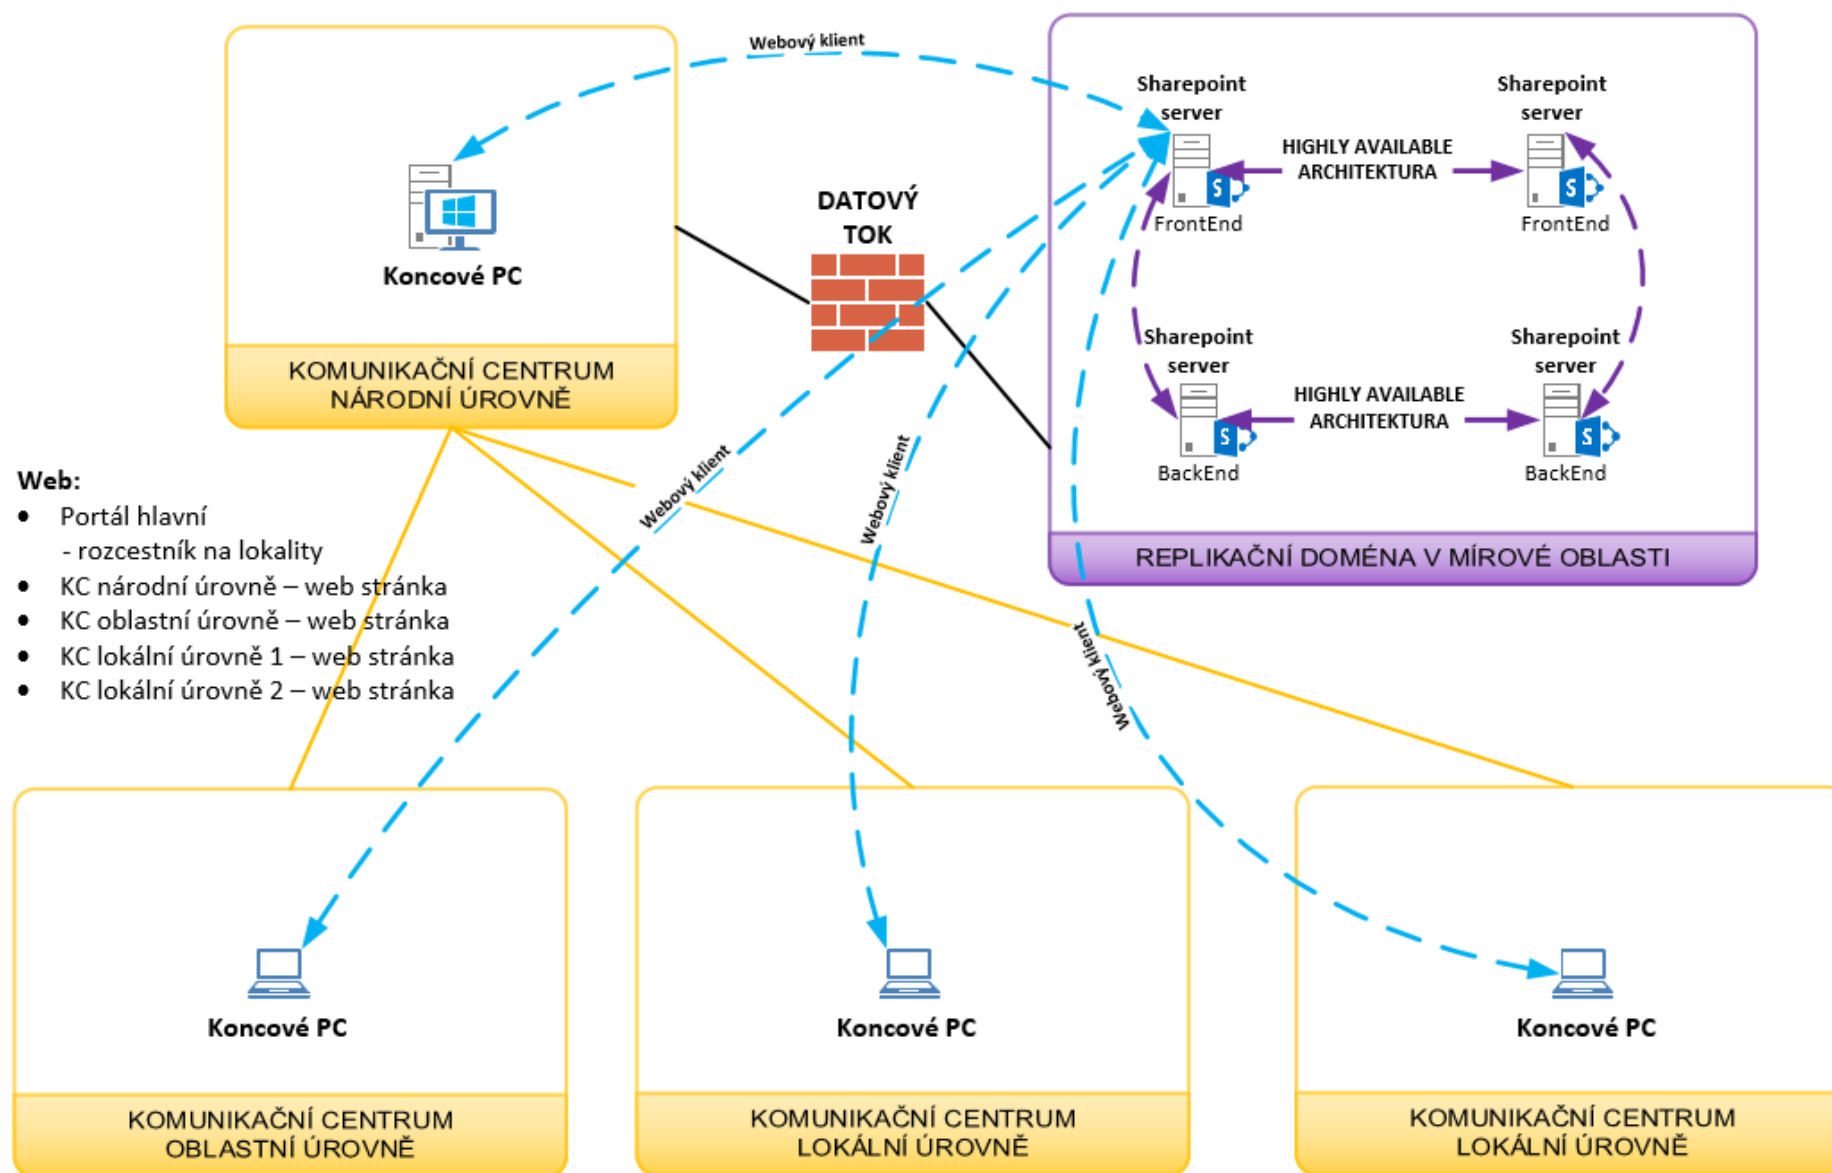 Webový klient
Sharepoint
server
Sharepoint
server
HIGHLY AVAILABLE
ARCHITEKTURA
S
S
FrontEnd
FrontEnd
DATOVÝ
TOK
Koncové PC
KOMUNIKAČNÍ CENTRUM
NÁRODNÍ ÚROVNĚ
Sharepoint
server
Sharepoint
server
HIGHLY AVAILABLE
ARCHITEKTURA
S
S
BackEnd
BackEnd
REPLIKAČNÍ DOMÉNA V MÍROVÉ OBLASTI
Webový klient
Webový klient
Webový klient
Web:
• Portál hlavní
- rozcestník na lokality
• KC národní úrovně – web stránka
• KC oblastní úrovně – web stránka
• KC lokální úrovně 1 – web stránka
• KC lokální úrovně 2 – web stránka
Koncové PC
KOMUNIKAČNÍ CENTRUM
OBLASTNÍ ÚROVNĚ
Koncové PC
KOMUNIKAČNÍ CENTRUM
LOKÁLNÍ ÚROVNĚ
Koncové PC
KOMUNIKAČNÍ CENTRUM
LOKÁLNÍ ÚROVNĚ